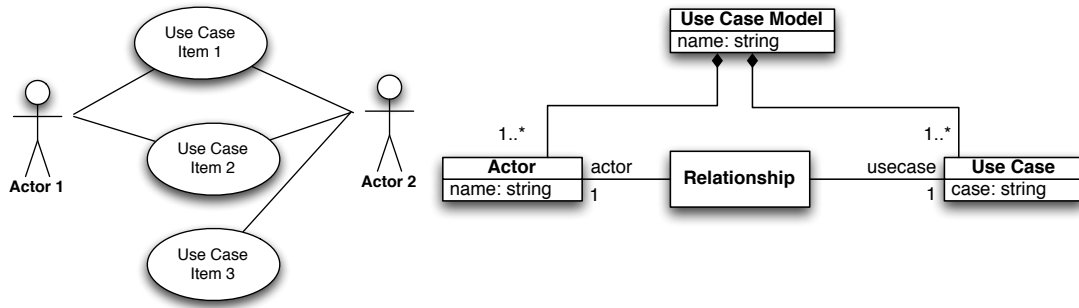 Use Case
Item 1
Use Case
Item 2
Use Case
Item 3
Actor 1
Actor 2
Use Case Model
name: string
1..*
1..*
Actor
name: string
actor
1
Relationship
usecase
1
Use Case
case: string